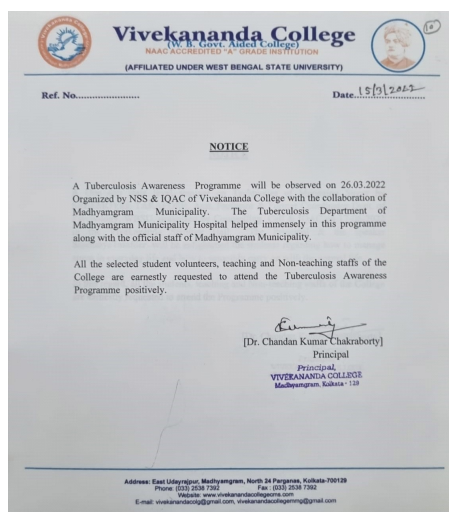 10
Vivekananda College
(W. B. Govt. Aided College)
NAAC ACCREDITED "A" GRADE INSTITUTION
(AFFILIATED UNDER WEST BENGAL STATE UNIVERSITY)
Ref. No.......................
Date 15/3/2022
NOTICE
A Tuberculosis Awareness Programme will be observed on 26.03.2022
Organized by NSS & IQAC of Vivekananda College with the collaboration of
Madhyamgram Municipality. The Tuberculosis Department of
Madhyamgram Municipality Hospital helped immensely in this programme
along with the official staff of Madhyamgram Municipality.
All the selected student volunteers, teaching and Non-teaching staffs of the
College are earnestly requested to attend the Tuberculosis Awareness
Programme positively.
[Dr. Chandan Kumar Chakraborty]
Principal
Principal,
VIVEKANANDA COLLEGE
Madhyamgram, Kolkata - 129
Address: East Udayrajpur, Madhyamgram, North 24 Parganas, Kolkata-700129
Phone: (033) 2538 7392 Fax : (033) 2538 7392
Website: www.vivekanandacollegeorns.com
E-mail: vivekanandacolg@gmail.com, vivekanandacollegemmg@gmail.com